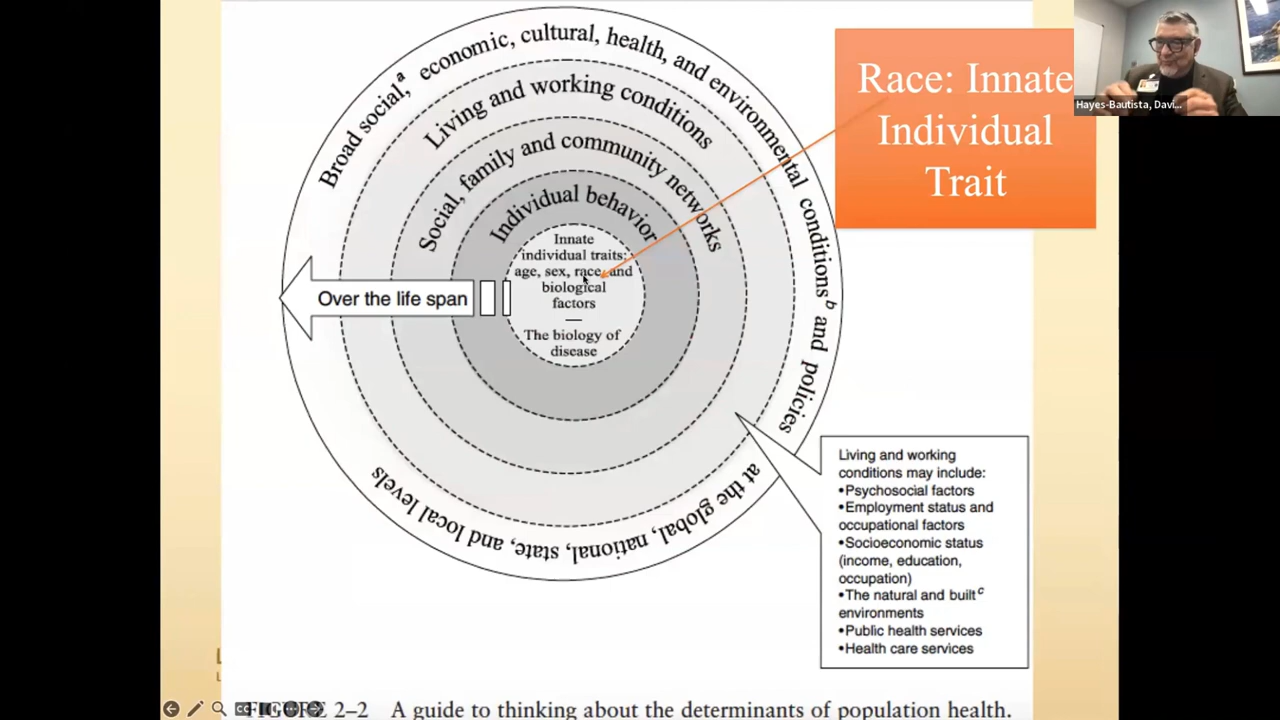 Broad social,a economic, cultural, health, and environmental conditionsb and policies
at the global, national, state, and local levels
Living and working conditions
Social, family and community networks
Individual behavior
Innate
individual traits:
age, sex, race, and
biological
factors
—
The biology of
disease
Over the life span
Race: Innate
Individual
Trait
Hayes-Bautista, Davi...
Living and working
conditions may include:
•Psychosocial factors
•Employment status and
occupational factors
•Socioeconomic status
(income, education,
occupation)
•The natural and builtc
environments
•Public health services
•Health care services
FIGURE 2–2 A guide to thinking about the determinants of population health.